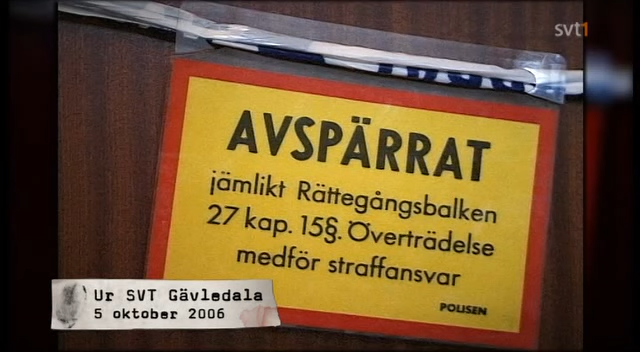 svt1
AVSPÄRRAT
jämlikt Rättegångsbalken
27 kap. 15§. Överträdelse
medför straffansvar
POLISEN
Ur SVT Gävledala
5 oktober 2006